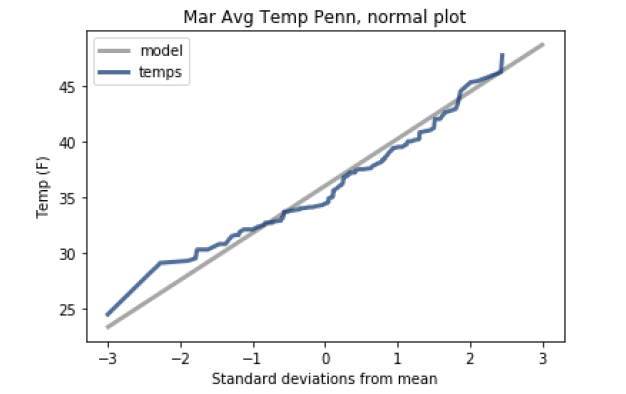 Mar Avg Temp Penn, normal plot
model
temps
45
40
35
30
25
Temp (F)
−3
−2
−1
0
1
2
3
Standard deviations from mean